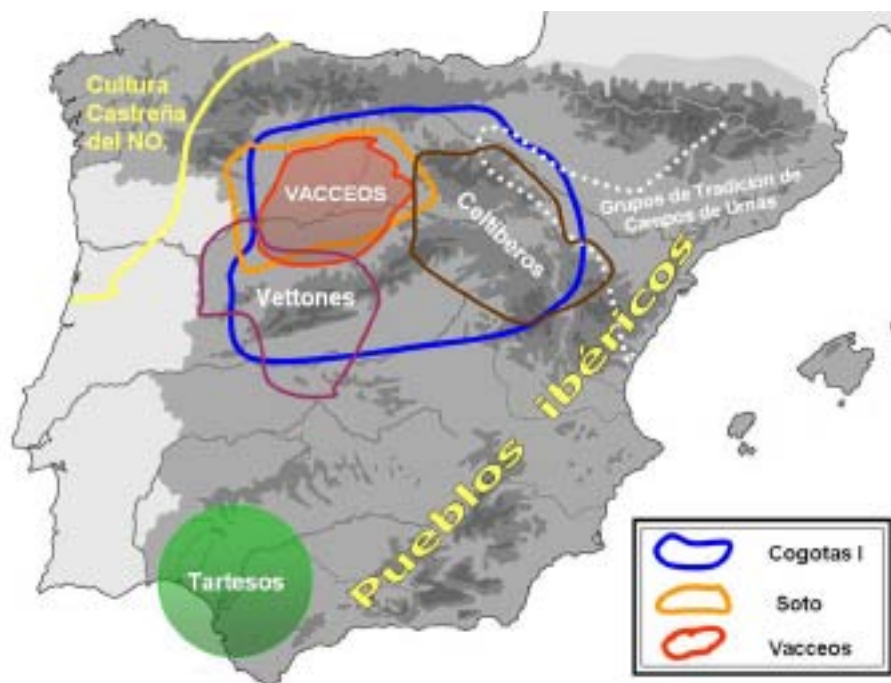 Cultura
Castreña
del NO.
VACCEOS
Celtiberos
Grupos de Tradición de
Campos de Urnas
Vettones
Pueblos ibéricos
Tartesos
Cogotas I
Soto
Vacceos